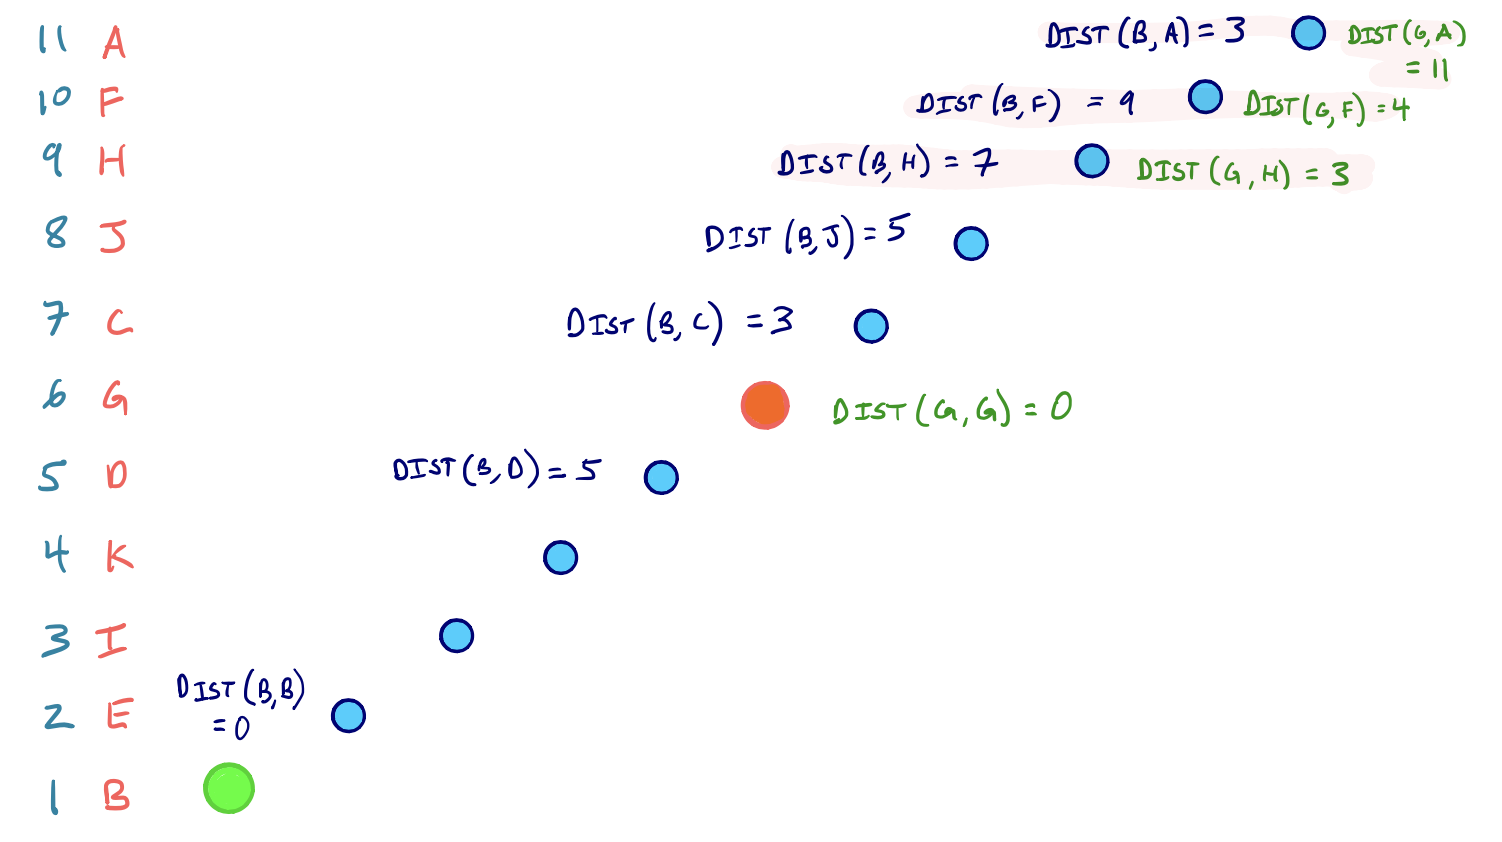 11 A DIST (B, A) = 3 DIST (G, A)
= 11
10 F DIST (B, F) = 9 DIST (G, F) = 4
9 H DIST (B, H) = 7 DIST (G, H) = 3
8 J DIST (B, J) = 5
7 C DIST (B, C) = 3
6 G DIST (G, G) = 0
5 D DIST (B, D) = 5
4 K
3 I
DIST (B, B)
2 E = 0
1 B